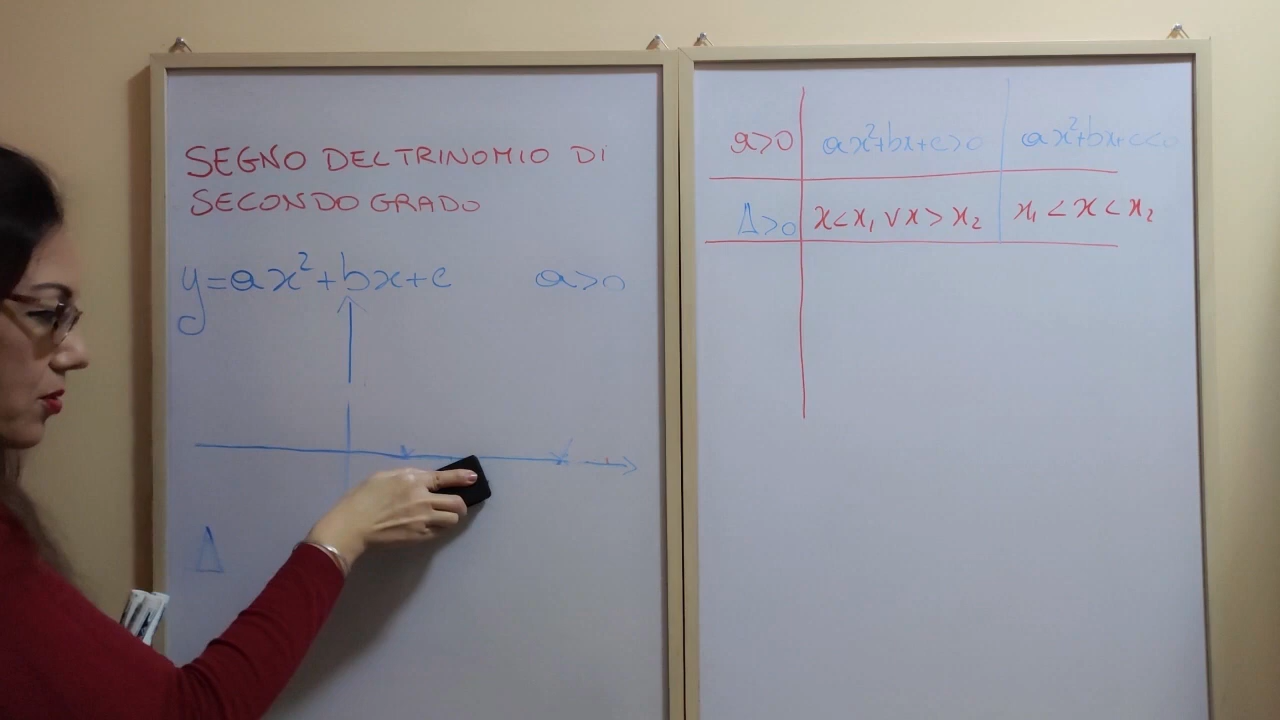 SEGNO DEL TRINOMIO DI
SECONDO GRADO
y=ax²+bx+c a>0
Δ
a>0 ax²+bx+c>0 ax²+bx+c<0
Δ>0 x<x₁ ∨ x>x₂ x₁<x<x₂